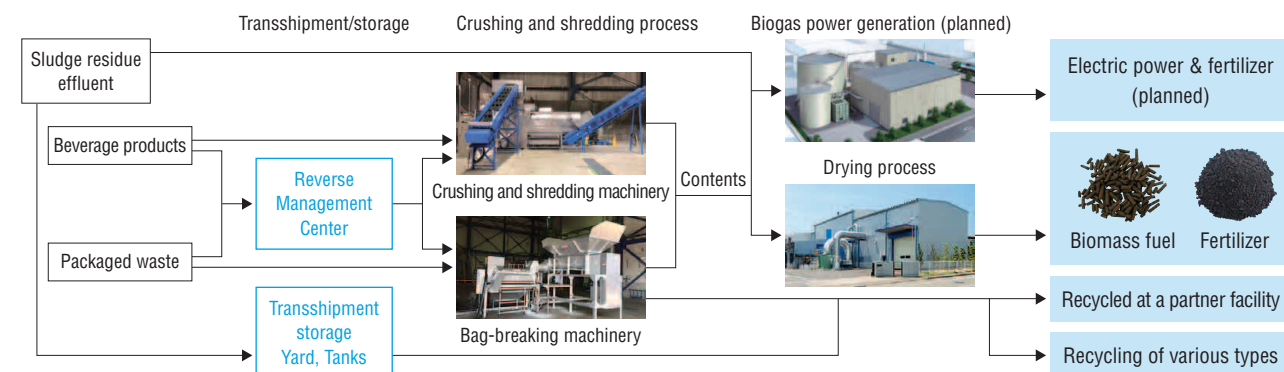 Transshipment/storage
Crushing and shredding process
Biogas power generation (planned)
Sludge residue
effluent
Electric power & fertilizer
(planned)
Beverage products
Reverse
Management
Center
Crushing and shredding machinery
Contents
Drying process
Biomass fuel
Fertilizer
Packaged waste
Transshipment
storage
Yard, Tanks
Bag-breaking machinery
Recycled at a partner facility
Recycling of various types